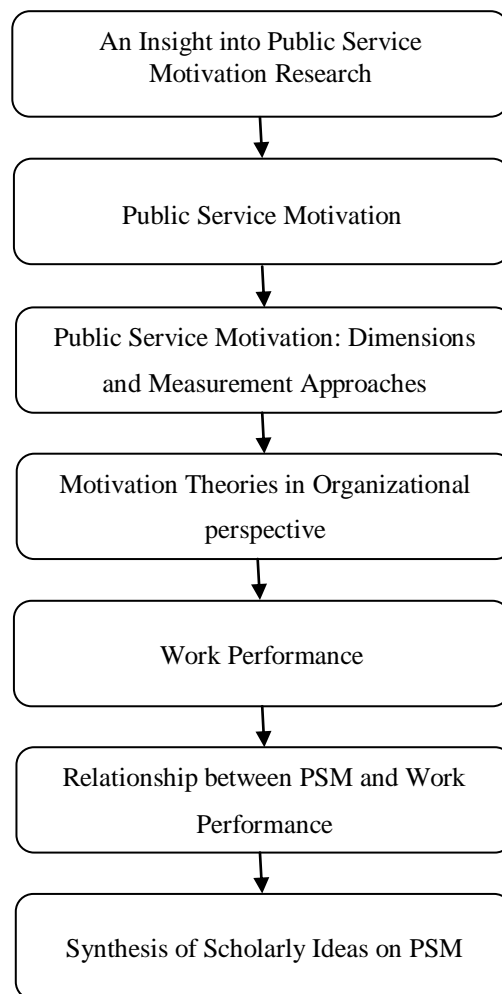 An Insight into Public Service
Motivation Research
Public Service Motivation
Public Service Motivation: Dimensions
and Measurement Approaches
Motivation Theories in Organizational
perspective
Work Performance
Relationship between PSM and Work
Performance
Synthesis of Scholarly Ideas on PSM